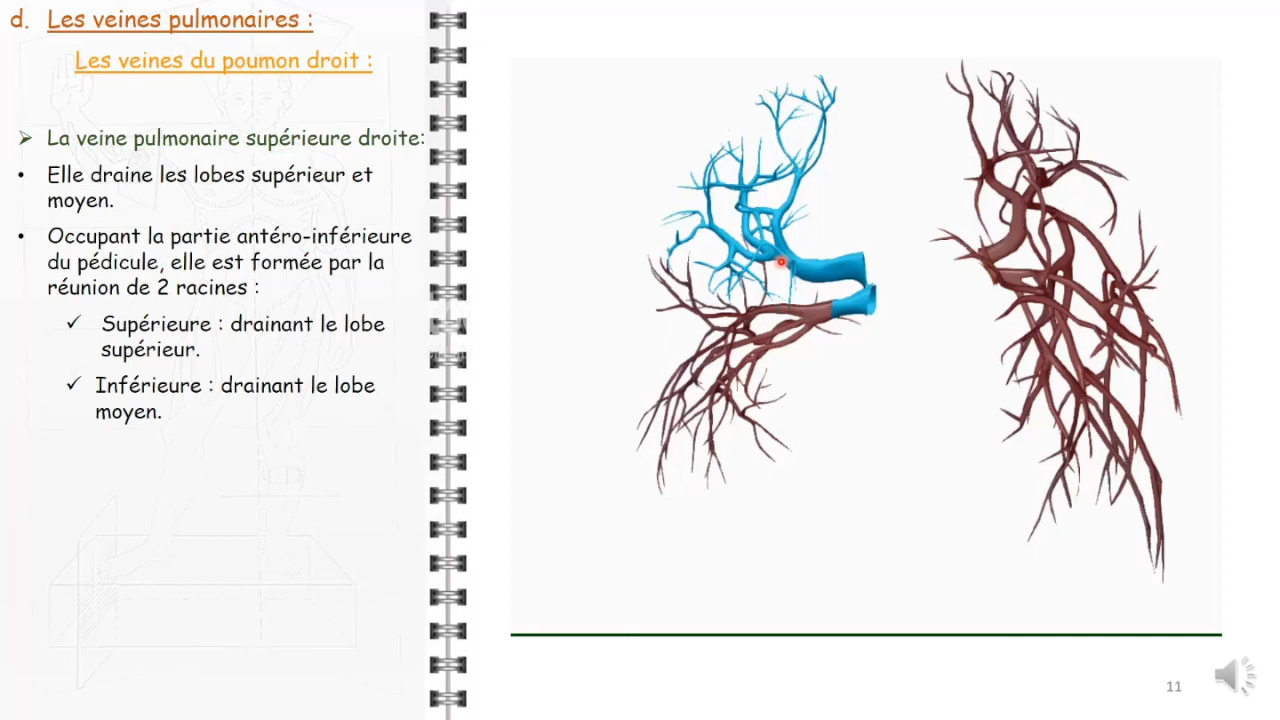 d. Les veines pulmonaires :
Les veines du poumon droit :
➢ La veine pulmonaire supérieure droite:
• Elle draine les lobes supérieur et
moyen.
• Occupant la partie antéro-inférieure
du pédicule, elle est formée par la
réunion de 2 racines :
✓ Supérieure : drainant le lobe
supérieur.
✓ Inférieure : drainant le lobe
moyen.
11